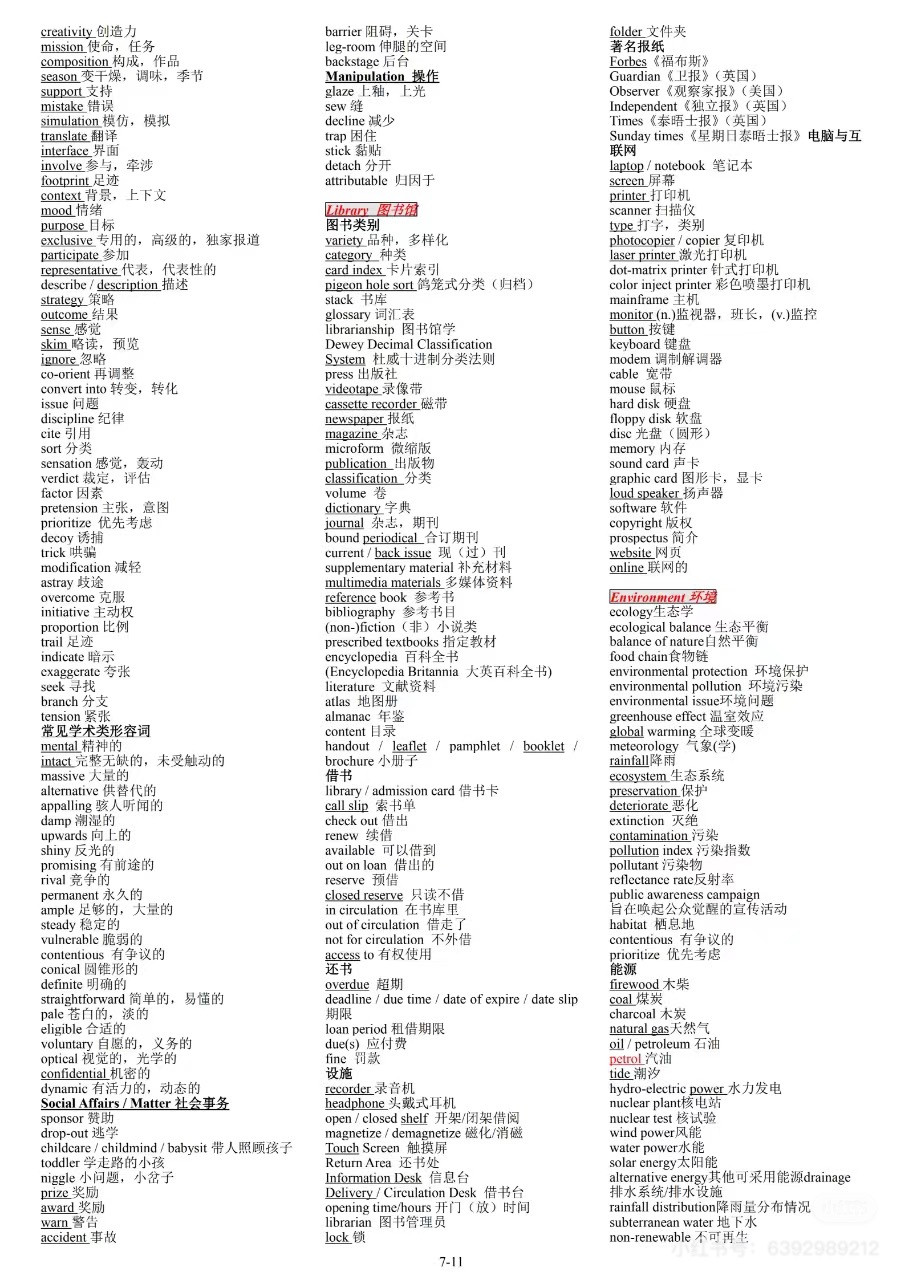 creativity 创造力
mission 使命，任务
composition 构成，作品
season 变干燥，调味，季节
support 支持
mistake 错误
simulation 模仿，模拟
translate 翻译
interface 界面
involve 参与，牵涉
footprint 足迹
context 背景，上下文
mood 情绪
purpose 目标
exclusive 专用的，高级的，独家报道
participate 参加
representative 代表，代表性的
describe / description 描述
strategy 策略
outcome 结果
sense 感觉
skim 略读，预览
ignore 忽略
co-orient 再调整
convert into 转变，转化
issue 问题
discipline 纪律
cite 引用
sort 分类
sensation 感觉，轰动
verdict 裁定，评估
factor 因素
pretension 主张，意图
prioritize 优先考虑
decoy 诱捕
trick 哄骗
modification 减轻
astray 歧途
overcome 克服
initiative 主动权
proportion 比例
trail 足迹
indicate 暗示
exaggerate 夸张
seek 寻找
branch 分支
tension 紧张
常见学术类形容词
mental 精神的
intact 完整无缺的，未受触动的
massive 大量的
alternative 供替代的
appalling 骇人听闻的
damp 潮湿的
upwards 向上的
shiny 反光的
promising 有前途的
rival 竞争的
permanent 永久的
ample 足够的，大量的
steady 稳定的
vulnerable 脆弱的
contentious 有争议的
conical 圆锥形的
definite 明确的
straightforward 简单的，易懂的
pale 苍白的，淡的
eligible 合适的
voluntary 自愿的，义务的
optical 视觉的，光学的
confidential 机密的
dynamic 有活力的，动态的
Social Affairs / Matter 社会事务
sponsor 赞助
drop-out 逃学
childcare / childmind / babysit 带人照顾孩子
toddler 学走路的小孩
niggle 小问题，小岔子
prize 奖励
award 奖励
warn 警告
accident 事故
barrier 阻碍，关卡
leg-room 伸腿的空间
backstage 后台
Manipulation 操作
glaze 上釉，上光
sew 缝
decline 减少
trap 困住
stick 黏贴
detach 分开
attributable 归因于
Library 图书馆
图书类别
variety 品种，多样化
category 种类
card index 卡片索引
pigeon hole sort 鸽笼式分类（归档）
stack 书库
glossary 词汇表
librarianship 图书馆学
Dewey Decimal Classification
System 杜威十进制分类法则
press 出版社
videotape 录像带
cassette recorder 磁带
newspaper 报纸
magazine 杂志
microform 微缩版
publication 出版物
classification 分类
volume 卷
dictionary 字典
journal 杂志，期刊
bound periodical 合订期刊
current / back issue 现（过）刊
supplementary material 补充材料
multimedia materials 多媒体资料
reference book 参考书
bibliography 参考书目
(non-)fiction（非）小说类
prescribed textbooks 指定教材
encyclopedia 百科全书
(Encyclopedia Britannia 大英百科全书)
literature 文献资料
atlas 地图册
almanac 年鉴
content 目录
handout / leaflet / pamphlet / booklet /
brochure 小册子
借书
library / admission card 借书卡
call slip 索书单
check out 借出
renew 续借
available 可以借到
out on loan 借出的
reserve 预借
closed reserve 只读不借
in circulation 在书库里
out of circulation 借走了
not for circulation 不外借
access to 有权使用
还书
overdue 超期
deadline / due time / date of expire / date slip
期限
loan period 租借期限
due(s) 应付费
fine 罚款
设施
recorder 录音机
headphone 头戴式耳机
open / closed shelf 开架/闭架借阅
magnetize / demagnetize 磁化/消磁
Touch Screen 触摸屏
Return Area 还书处
Information Desk 信息台
Delivery / Circulation Desk 借书台
opening time/hours 开门（放）时间
librarian 图书管理员
lock 锁
folder 文件夹
著名报纸
Forbes《福布斯》
Guardian《卫报》（英国）
Observer《观察家报》（美国）
Independent《独立报》（英国）
Times《泰晤士报》（英国）
Sunday times《星期日泰晤士报》电脑与互
联网
laptop / notebook 笔记本
screen 屏幕
printer 打印机
scanner 扫描仪
type 打字，类别
photocopier / copier 复印机
laser printer 激光打印机
dot-matrix printer 针式打印机
color inject printer 彩色喷墨打印机
mainframe 主机
monitor (n.)监视器，班长，(v.)监控
button 按键
keyboard 键盘
modem 调制解调器
cable 宽带
mouse 鼠标
hard disk 硬盘
floppy disk 软盘
disc 光盘（圆形）
memory 内存
sound card 声卡
graphic card 图形卡，显卡
loud speaker 扬声器
software 软件
copyright 版权
prospectus 简介
website 网页
online 联网的
Environment 环境
ecology生态学
ecological balance 生态平衡
balance of nature自然平衡
food chain食物链
environmental protection 环境保护
environmental pollution 环境污染
environmental issue环境问题
greenhouse effect 温室效应
global warming 全球变暖
meteorology 气象(学)
rainfall降雨
ecosystem 生态系统
preservation 保护
deteriorate 恶化
extinction 灭绝
contamination 污染
pollution index 污染指数
pollutant 污染物
reflectance rate反射率
public awareness campaign
旨在唤起公众觉醒的宣传活动
habitat 栖息地
contentious 有争议的
prioritize 优先考虑
能源
firewood 木柴
coal 煤炭
charcoal 木炭
natural gas天然气
oil / petroleum 石油
petrol 汽油
tide 潮汐
hydro-electric power 水力发电
nuclear plant核电站
nuclear test 核试验
wind power风能
water power水能
solar energy太阳能
alternative energy其他可采用能源drainage
排水系统/排水设施
rainfall distribution降雨量分布情况
subterranean water 地下水
non-renewable 不可再生
7-11
小红书号：6392989212